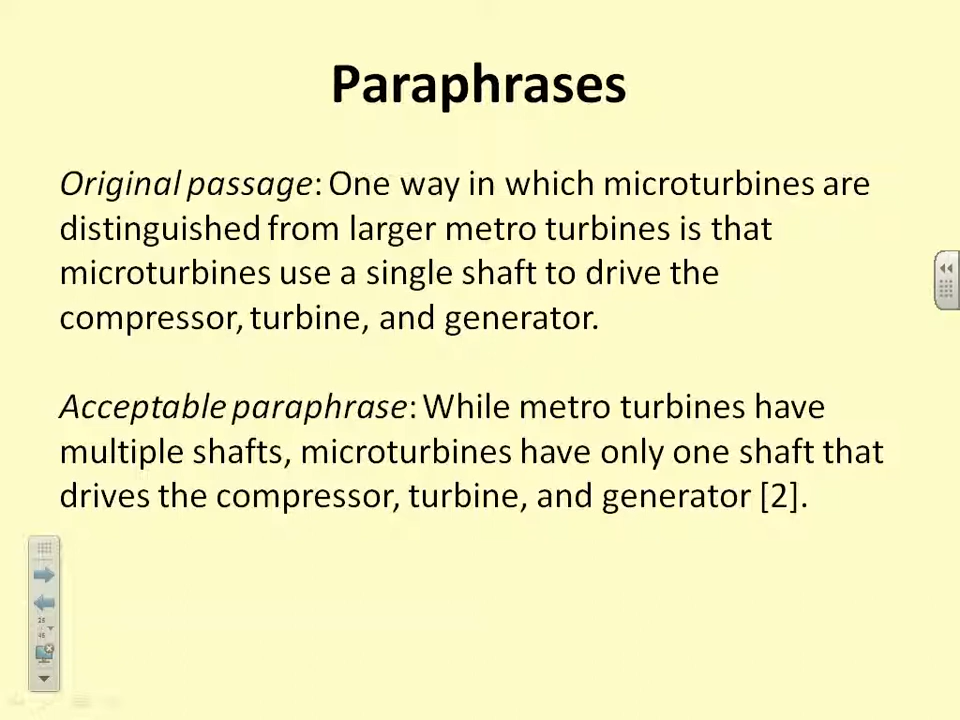 Paraphrases
Original passage: One way in which microturbines are
distinguished from larger metro turbines is that
microturbines use a single shaft to drive the
compressor, turbine, and generator.
Acceptable paraphrase: While metro turbines have
multiple shafts, microturbines have only one shaft that
drives the compressor, turbine, and generator [2].